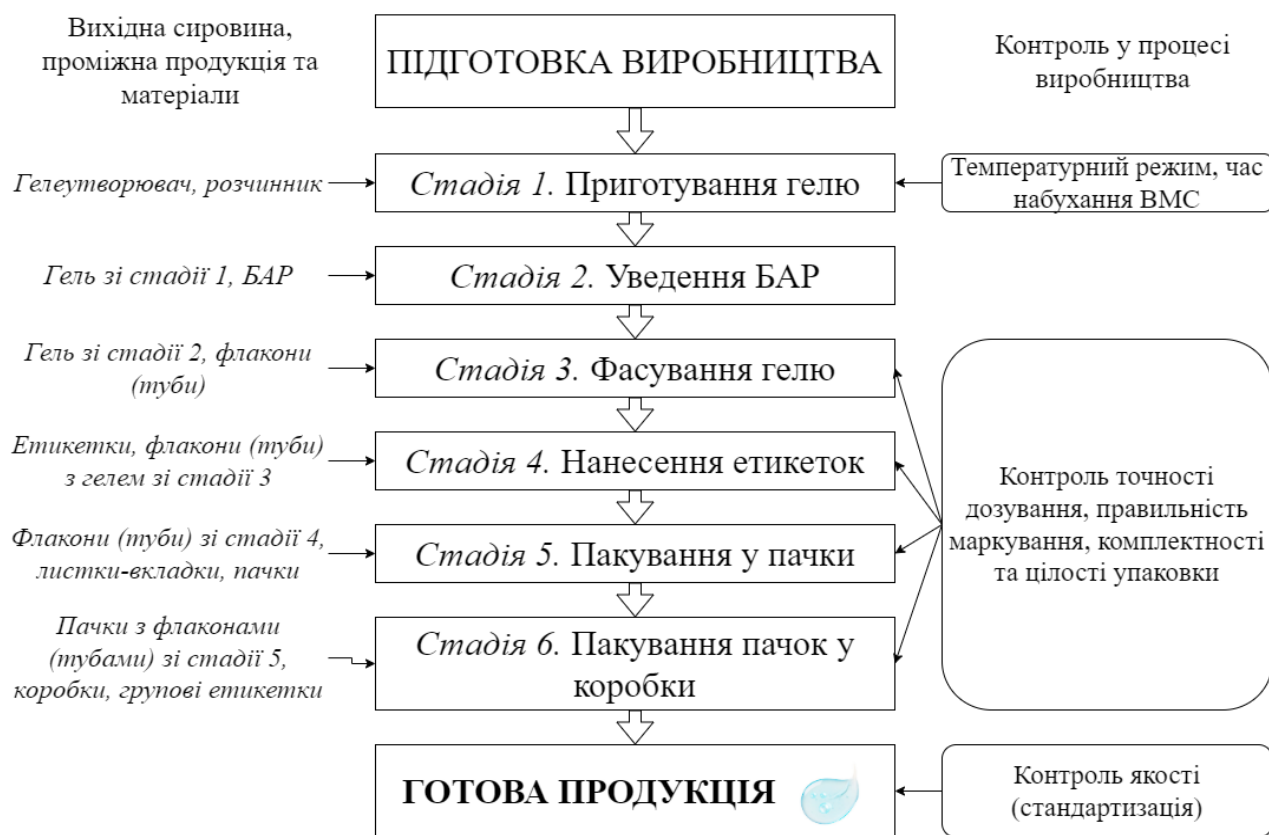 Вихідна сировина,
проміжна продукція та
матеріали
ПІДГОТОВКА ВИРОБНИЦТВА
Контроль у процесі
виробництва
Гелеутворювач, розчинник
Стадія 1. Приготування гелю
Температурний режим, час
набухання ВМС
Гель зі стадії 1, БАР
Стадія 2. Уведення БАР
Гель зі стадії 2, флакони
(туби)
Стадія 3. Фасування гелю
Етикетки, флакони (туби)
з гелем зі стадії 3
Стадія 4. Нанесення етикеток
Контроль точності
дозування, правильність
маркування, комплектності
та цілості упаковки
Флакони (туби) зі стадії 4,
листки-вкладки, пачки
Стадія 5. Пакування у пачки
Пачки з флаконами
(тубами) зі стадії 5,
коробки, групові етикетки
Стадія 6. Пакування пачок у
коробки
ГОТОВА ПРОДУКЦІЯ
Контроль якості
(стандартизація)